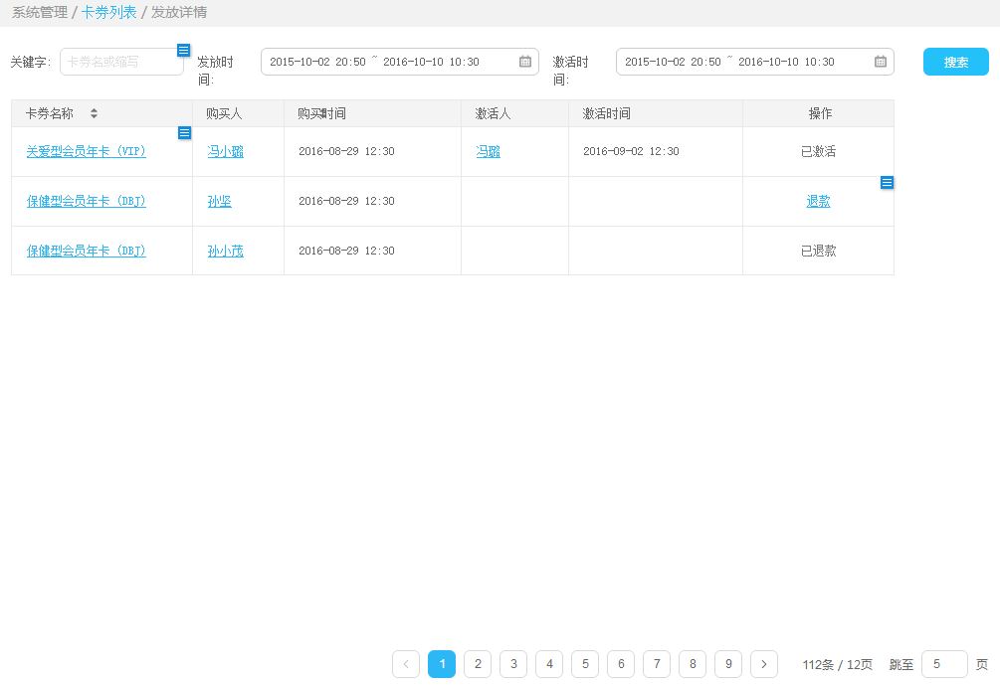 系统管理 / 卡券列表 / 发放详情
关键字: 卡券名或缩写 发放时间: 2015-10-02 20:50 ~ 2016-10-10 10:30 激活时间: 2015-10-02 20:50 ~ 2016-10-10 10:30 搜索
卡券名称 购买人 购买时间 激活人 激活时间 操作
关爱型会员年卡 (VIP) 冯小璐 2016-08-29 12:30 冯璐 2016-09-02 12:30 已激活
保健型会员年卡 (DBJ) 孙坚 2016-08-29 12:30 退款
保健型会员年卡 (DBJ) 孙小茂 2016-08-29 12:30 已退款
< 1 2 3 4 5 6 7 8 9 > 112条 / 12页 跳至 5 页